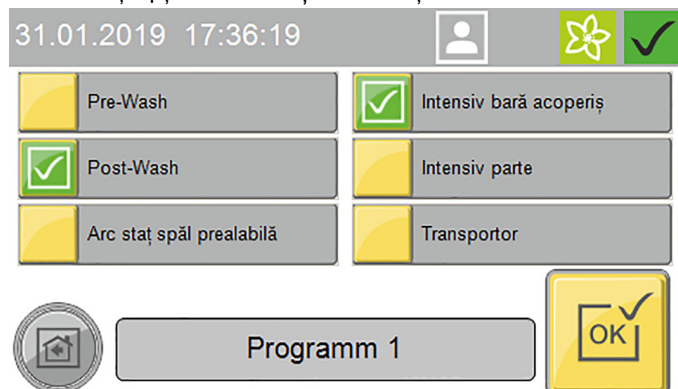 31.01.2019 17:36:19
Pre-Wash
Intensiv bară acoperiș
Post-Wash
Intensiv parte
Arc staț spăl prealabilă
Transportor
Programm 1
OK